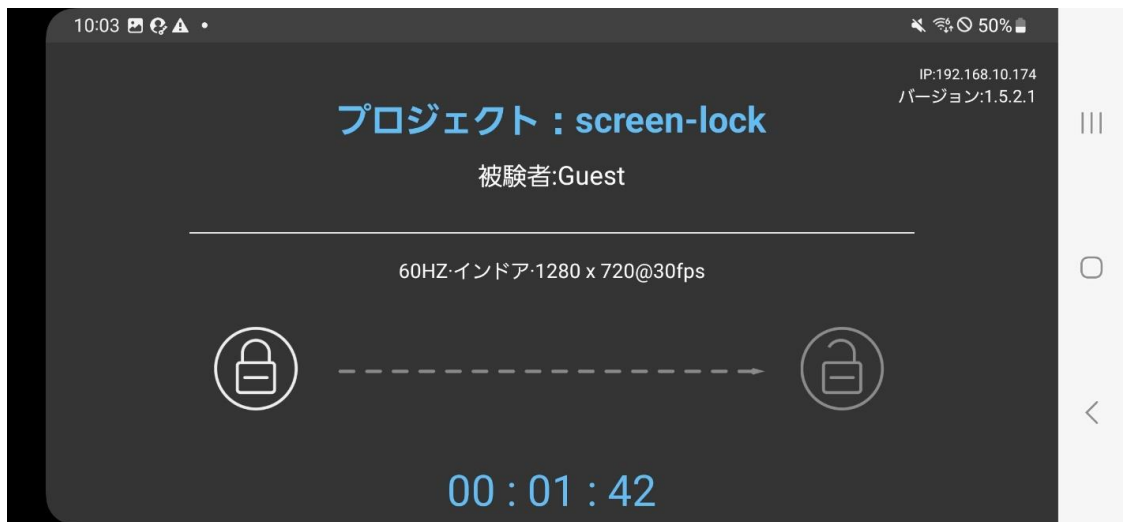 10:03
50%
IP:192.168.10.174
バージョン:1.5.2.1
プロジェクト：screen-lock
被験者:Guest
60HZ·インドア·1280 x 720@30fps
00 : 01 : 42